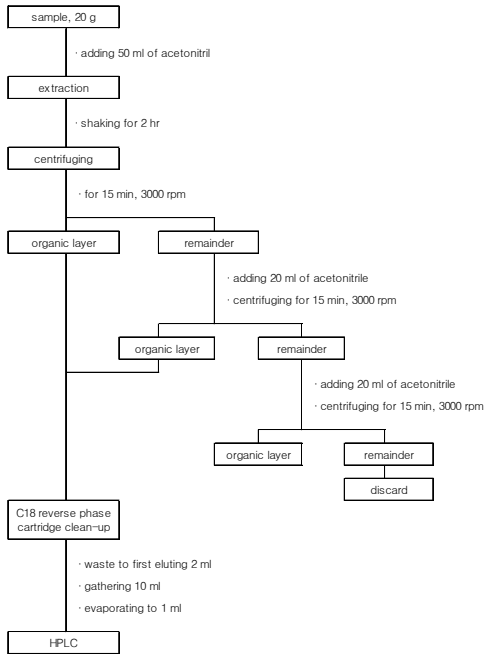 sample, 20 g
· adding 50 ml of acetonitril
extraction
· shaking for 2 hr
centrifuging
· for 15 min, 3000 rpm
organic layer
remainder
· adding 20 ml of acetonitrile
· centrifuging for 15 min, 3000 rpm
organic layer
remainder
· adding 20 ml of acetonitrile
· centrifuging for 15 min, 3000 rpm
organic layer
remainder
discard
C18 reverse phase
cartridge clean-up
· waste to first eluting 2 ml
· gathering 10 ml
· evaporating to 1 ml
HPLC